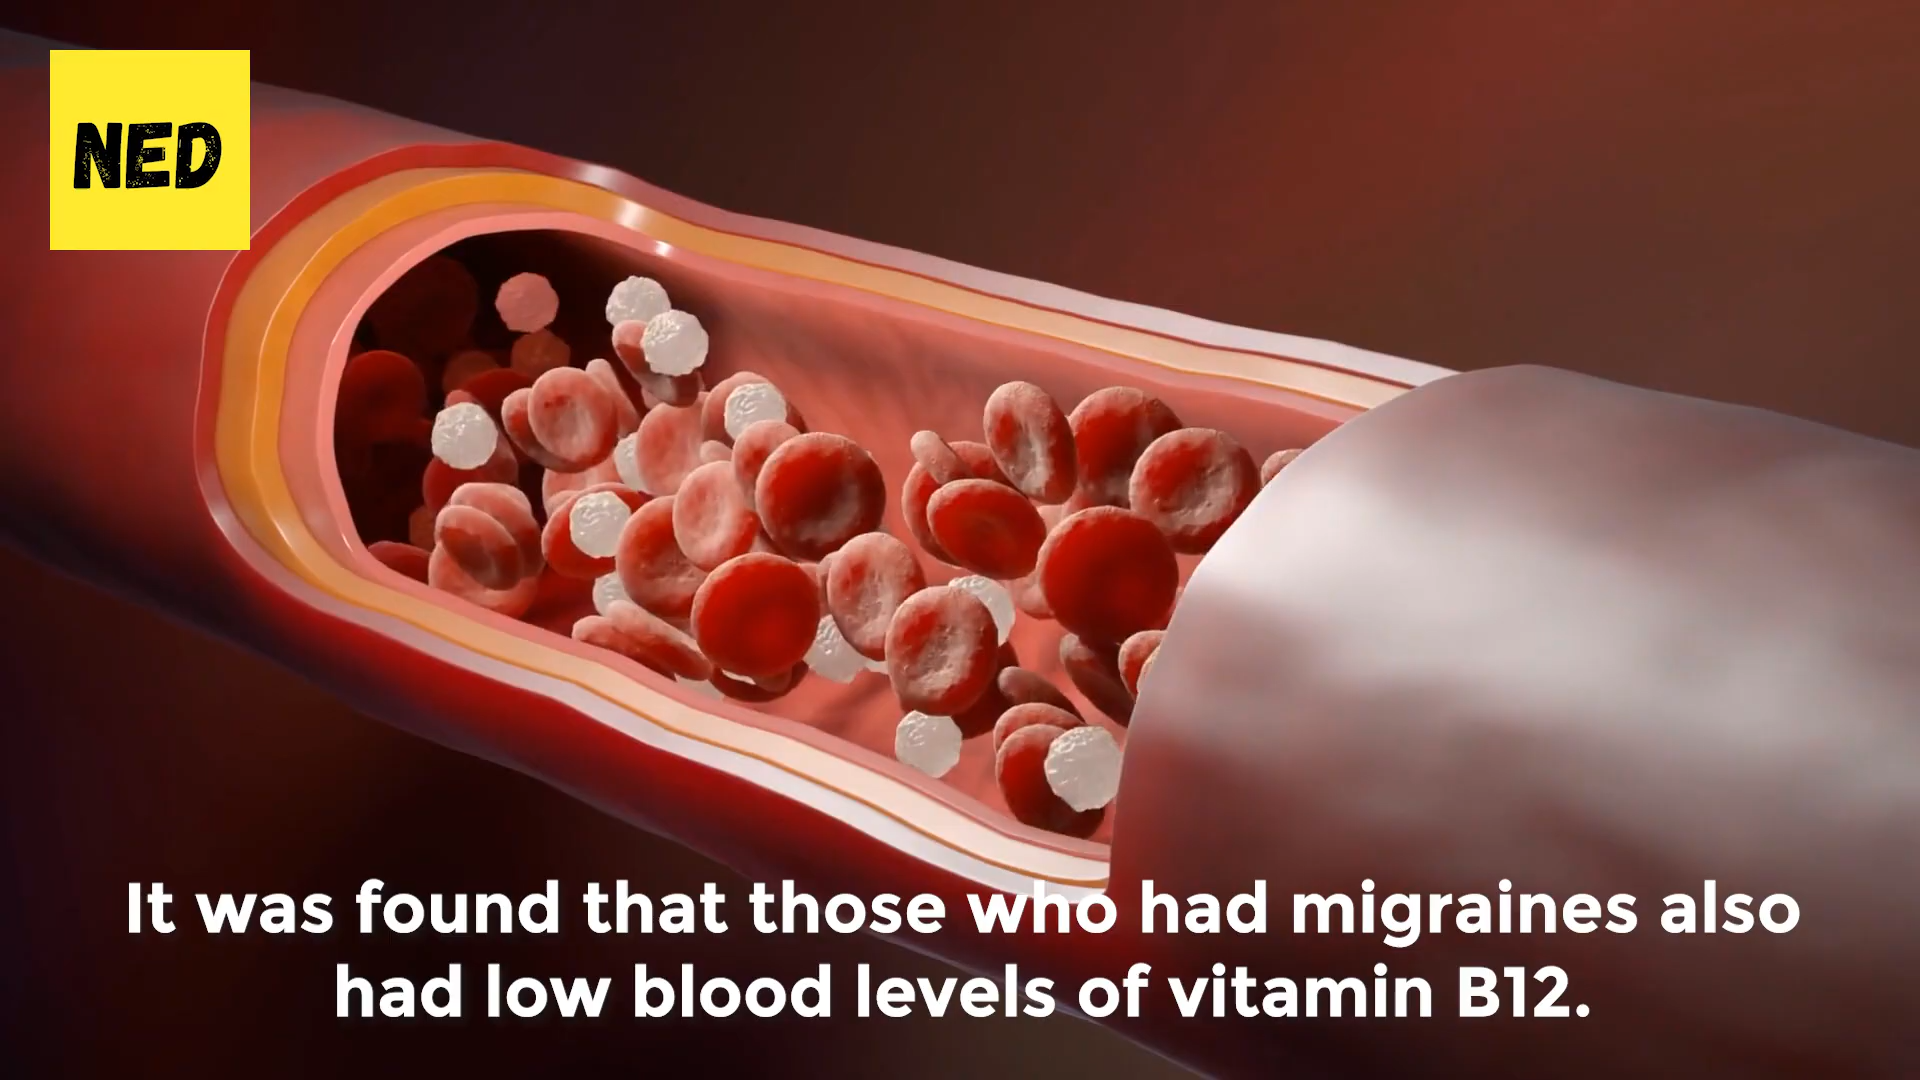 NED
It was found that those who had migraines also
had low blood levels of vitamin B12.